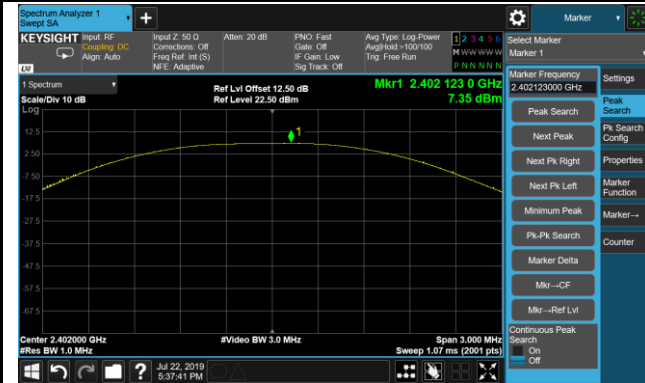 Spectrum Analyzer 1
Swept SA
Marker
KEYSIGHT
Input: RF
Coupling: DC
Align: Auto
Input Z: 50 Ω
Corrections: Off
Freq Ref: Int (S)
NFE: Adaptive
Atten: 20 dB
PNO: Fast
Gate: Off
IF Gain: Low
Sig Track: Off
Avg Type: Log-Power
Avg|Hold:>100/100
Trig: Free Run
1 2 3 4 5 6
M W W W W W
P N N N N N
LXI
Select Marker
Marker 1
1 Spectrum
Scale/Div 10 dB
Log
Ref Lvl Offset 12.50 dB
Ref Level 22.50 dBm
Mkr1 2.402 123 0 GHz
7.35 dBm
1
12.5
2.50
-7.50
-17.5
-27.5
-37.5
-47.5
-57.5
-67.5
Center 2.402000 GHz
#Res BW 1.0 MHz
#Video BW 3.0 MHz
Span 3.000 MHz
Sweep 1.07 ms (2001 pts)
Marker Frequency
2.402123000 GHz
Peak Search
Next Peak
Next Pk Right
Next Pk Left
Minimum Peak
Pk-Pk Search
Marker Delta
Mkr→CF
Mkr→Ref Lvl
Continuous Peak
Search
On
Off
Settings
Peak
Search
Pk Search
Config
Properties
Marker
Function
Marker→
Counter
?
Jul 22, 2019
5:37:41 PM